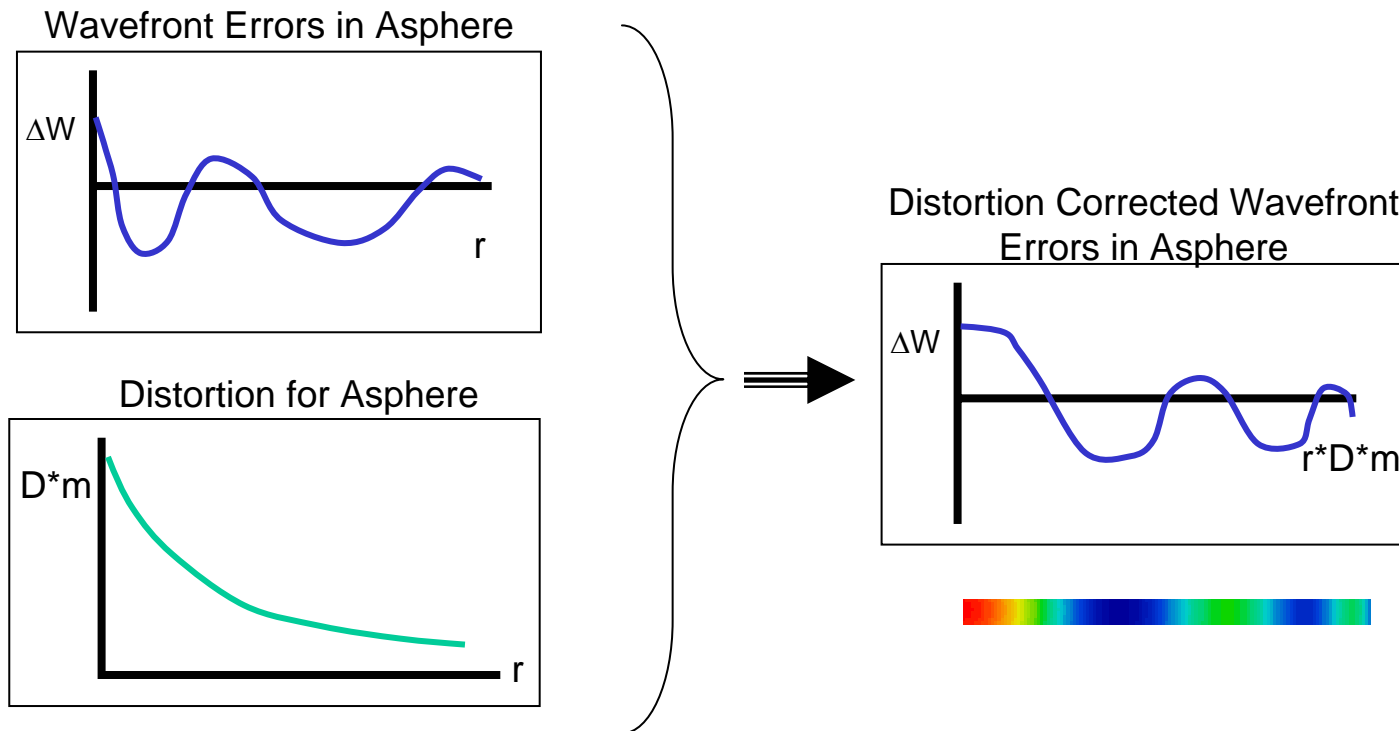 Wavefront Errors in Asphere
ΔW
r
Distortion for Asphere
D*m
r
Distortion Corrected Wavefront
Errors in Asphere
ΔW
r*D*m